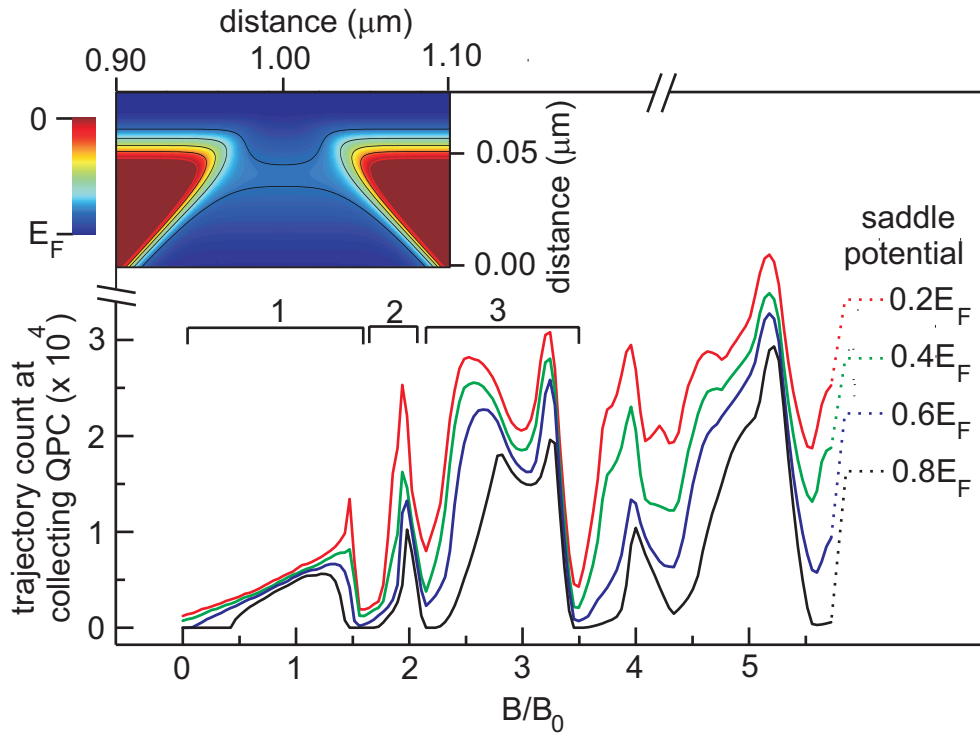 distance (μm)
0.90 1.00 1.10
0
E_F
0.05
0.00
distance (μm)
saddle
potential
0.2E_F
0.4E_F
0.6E_F
0.8E_F
1 2 3
trajectory count at
collecting QPC (x 10^4)
3
2
1
0
0 1 2 3 4 5
B/B_0